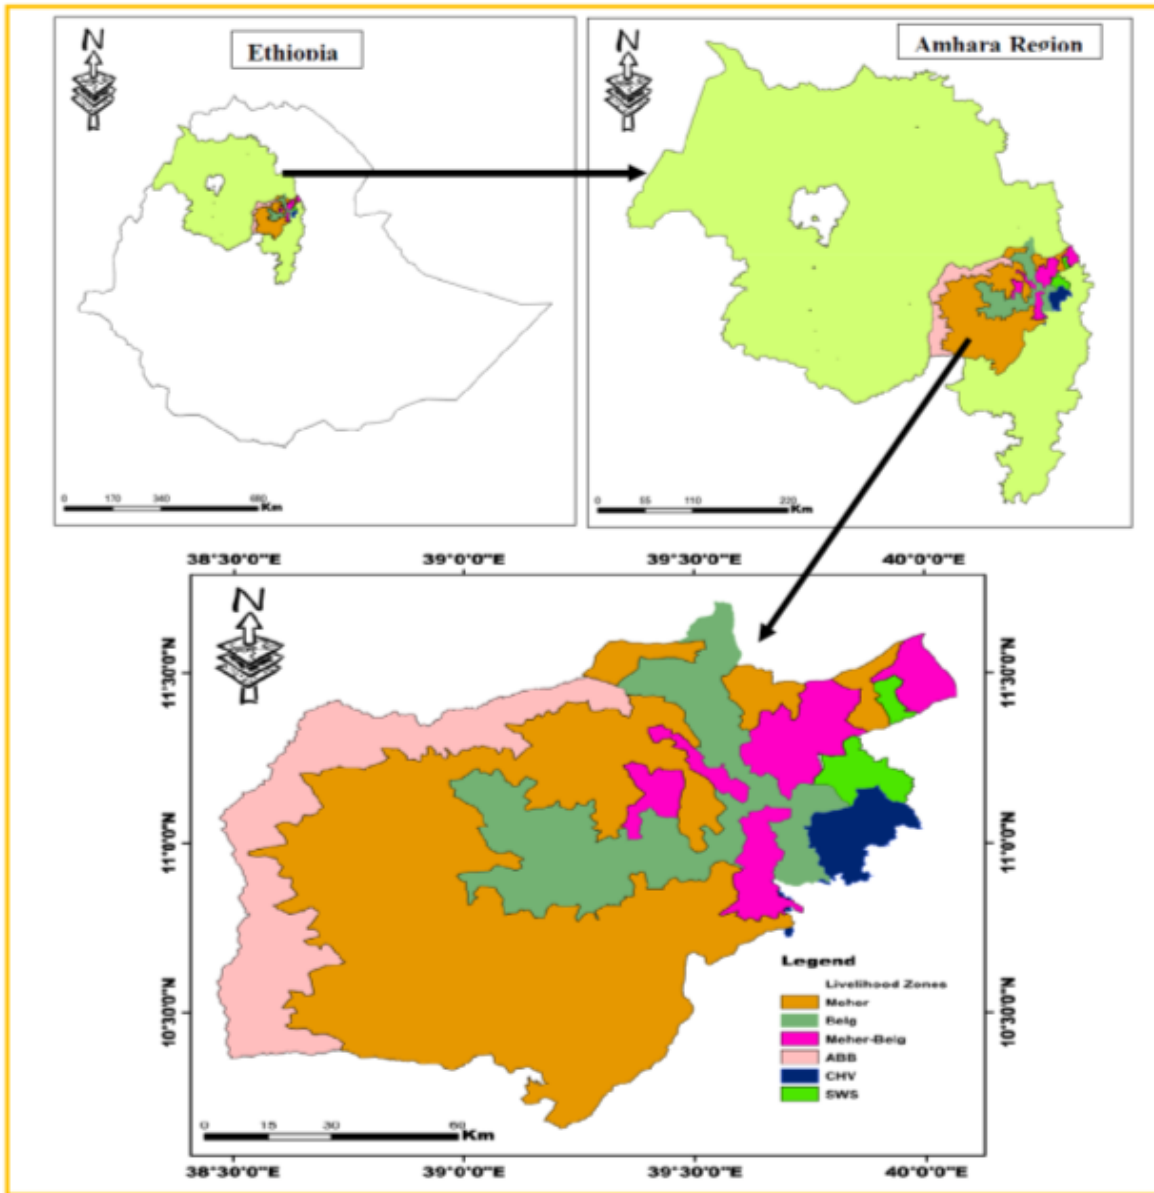 N
Ethiopia
0 170 340 680
Km
N
Amhara Region
0 55 110 220
Km
38°30'0"E 39°0'0"E 39°30'0"E 40°0'0"E
N
11°30'0"N 11°30'0"N
11°0'0"N 11°0'0"N
10°30'0"N 10°30'0"N
Legend
Livelihood Zones
Meher
Belg
Meher-Belg
ABB
CHV
SWS
0 15 30 60
Km
38°30'0"E 39°0'0"E 39°30'0"E 40°0'0"E